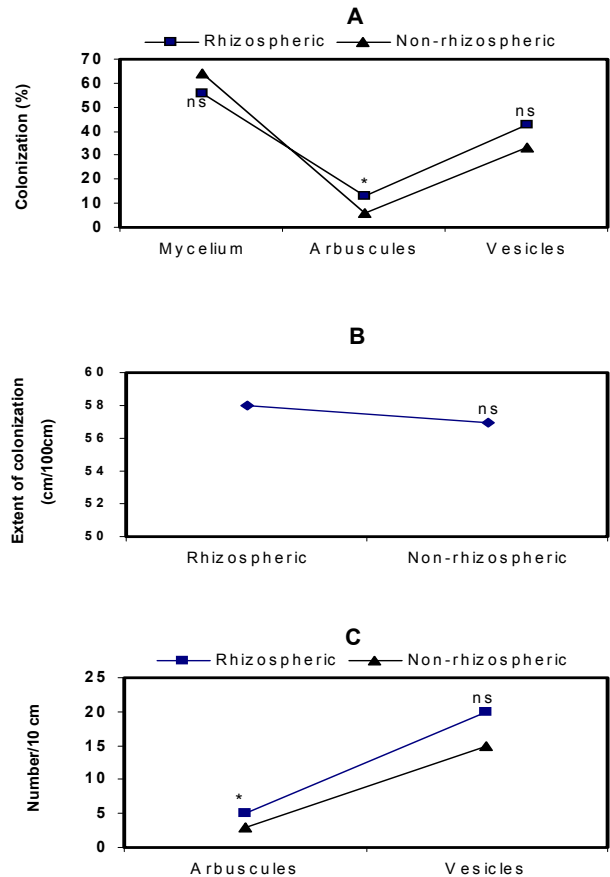 A
Rhizospheric Non-rhizospheric
Colonization (%)
70
60
50
40
30
20
10
0
ns
*
ns
Mycelium Arbuscules Vesicles
B
Extent of colonization
(cm/100cm)
60
58
56
54
52
50
ns
Rhizospheric Non-rhizospheric
C
Rhizospheric Non-rhizospheric
Number/10 cm
25
20
15
10
5
0
*
ns
Arbuscules Vesicles